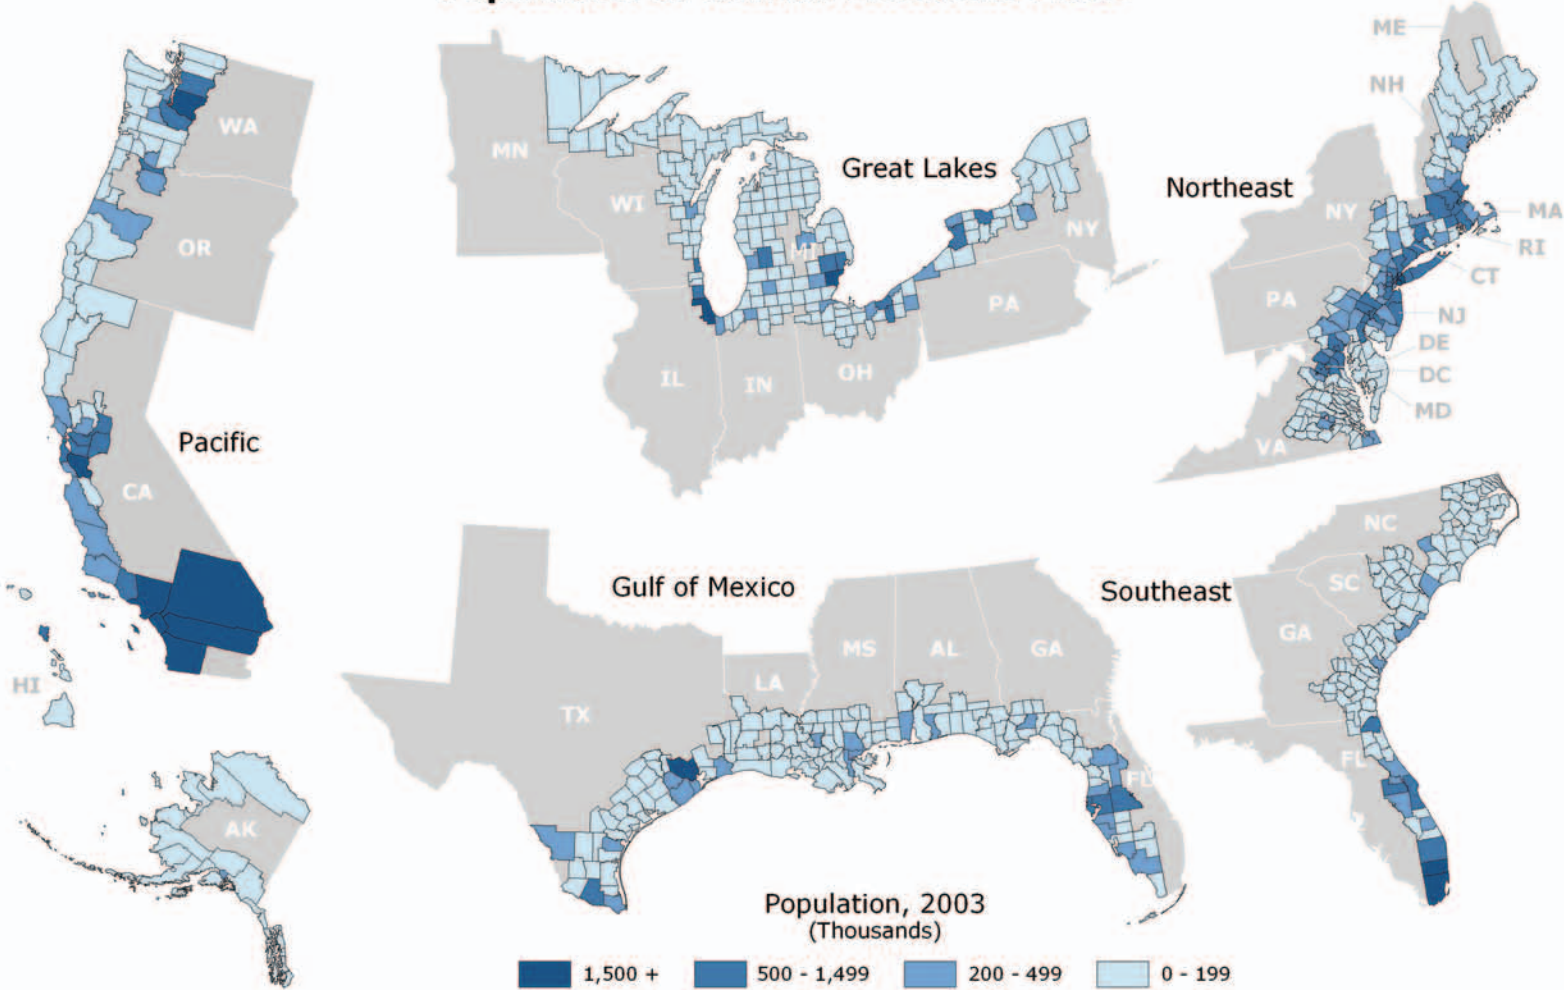 ME
NH
WA
MN
Great Lakes
Northeast
WI
NY
MA
OR
MI
NY
RI
CT
PA
PA
NJ
DE
IL
IN
OH
DC
MD
Pacific
VA
CA
NC
Gulf of Mexico
Southeast
SC
GA
MS
AL
GA
HI
LA
TX
FL
FL
AK
Population, 2003
(Thousands)
1,500 +
500 - 1,499
200 - 499
0 - 199